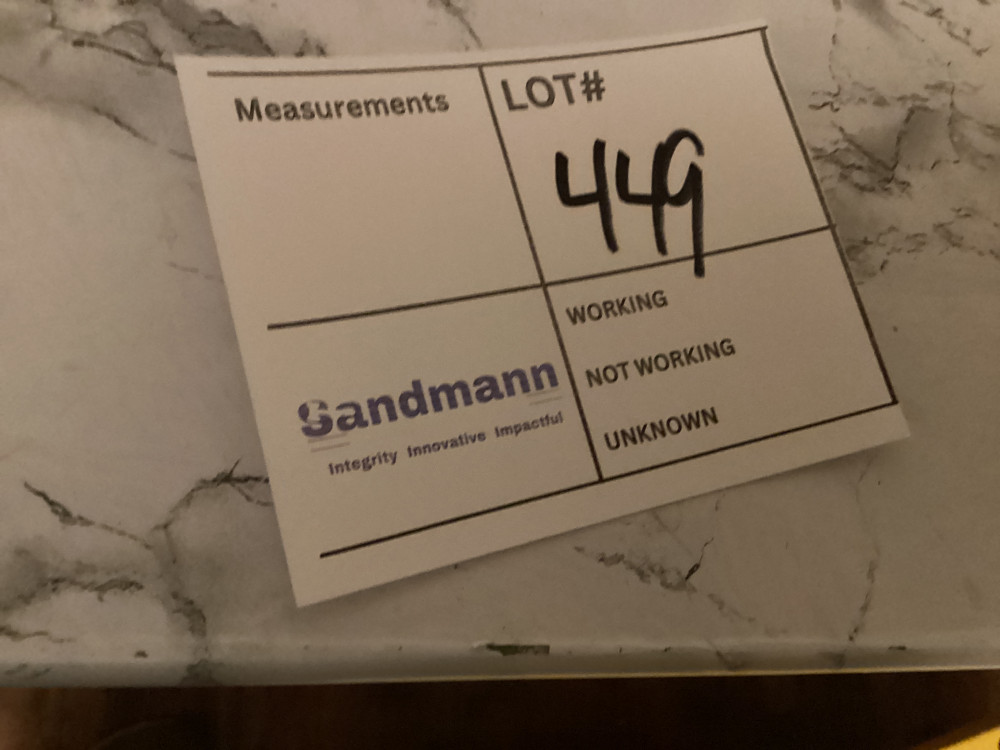 Measurements
LOT#
449
WORKING
NOT WORKING
UNKNOWN
Sandmann
Integrity Innovative Impactful